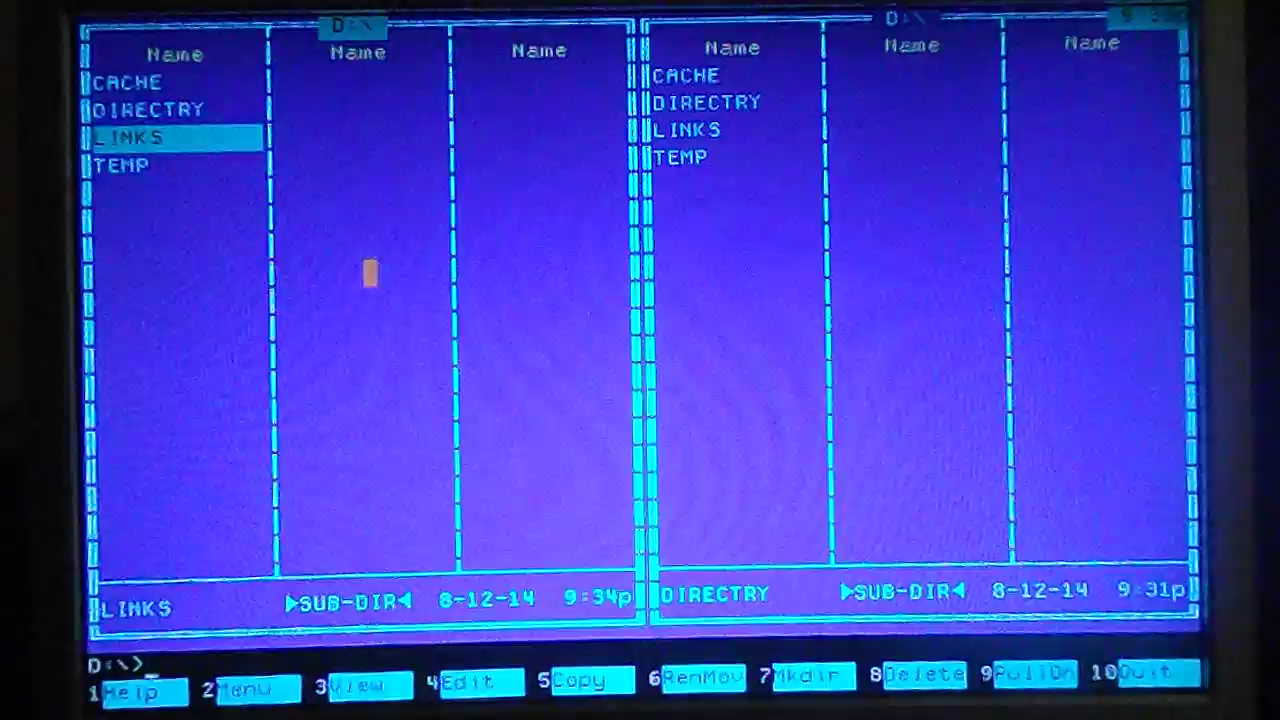 D:\
Name Name Name
CACHE
DIRECTRY
LINKS
TEMP
LINKS ►SUB-DIR◄ 8-12-14 9:34p
D:\
Name Name Name
CACHE
DIRECTRY
LINKS
TEMP
DIRECTRY ►SUB-DIR◄ 8-12-14 9:31p
D:\>
1Help 2Menu 3View 4Edit 5Copy 6RenMov 7Mkdir 8Delete 9PullDn 10Quit